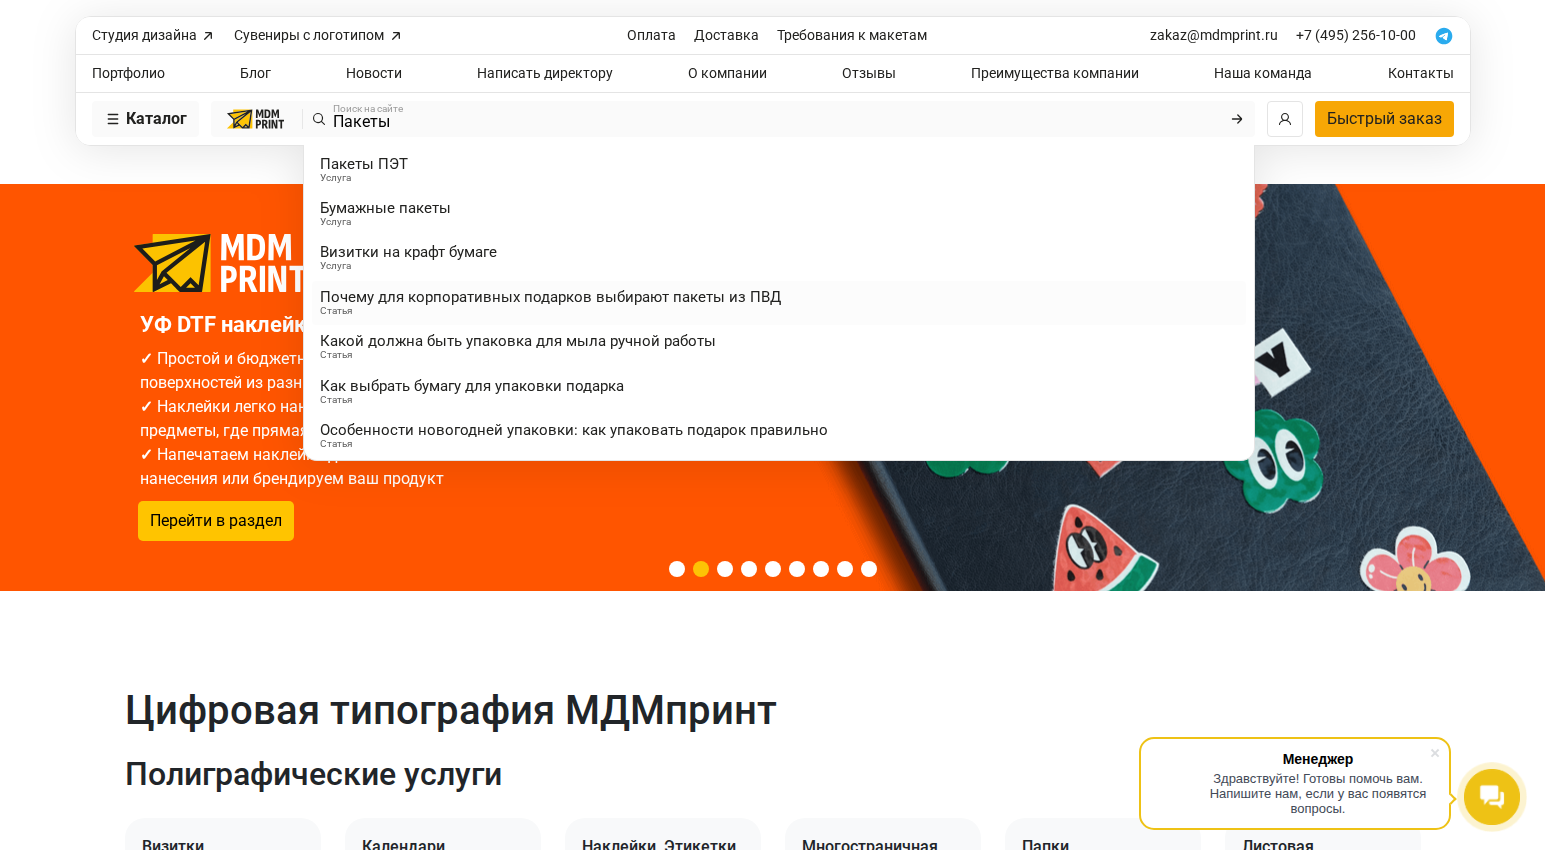 Студия дизайна
Сувениры с логотипом
Оплата
Доставка
Требования к макетам
zakaz@mdmprint.ru
+7 (495) 256-10-00
Портфолио
Блог
Новости
Написать директору
О компании
Отзывы
Преимущества компании
Наша команда
Контакты
Каталог
MDM
PRINT
Поиск на сайте
Пакеты
Быстрый заказ
Пакеты ПЭТ
Услуга
Бумажные пакеты
Услуга
Визитки на крафт бумаге
Услуга
Почему для корпоративных подарков выбирают пакеты из ПВД
Статья
Какой должна быть упаковка для мыла ручной работы
Статья
Как выбрать бумагу для упаковки подарка
Статья
Особенности новогодней упаковки: как упаковать подарок правильно
Статья
MDM
PRINT
УФ DTF наклейк
✓ Простой и бюджетн
поверхностей из разн
✓ Наклейки легко нан
предметы, где прямая
✓ Напечатаем наклей
нанесения или брендируем ваш продукт
Перейти в раздел
Цифровая типография МДМпринт
Полиграфические услуги
Менеджер
Здравствуйте! Готовы помочь вам.
Напишите нам, если у вас появятся
вопросы.
Визитки
Календари
Наклейки, Этикетки
Многостраничная
Папки
Листовая